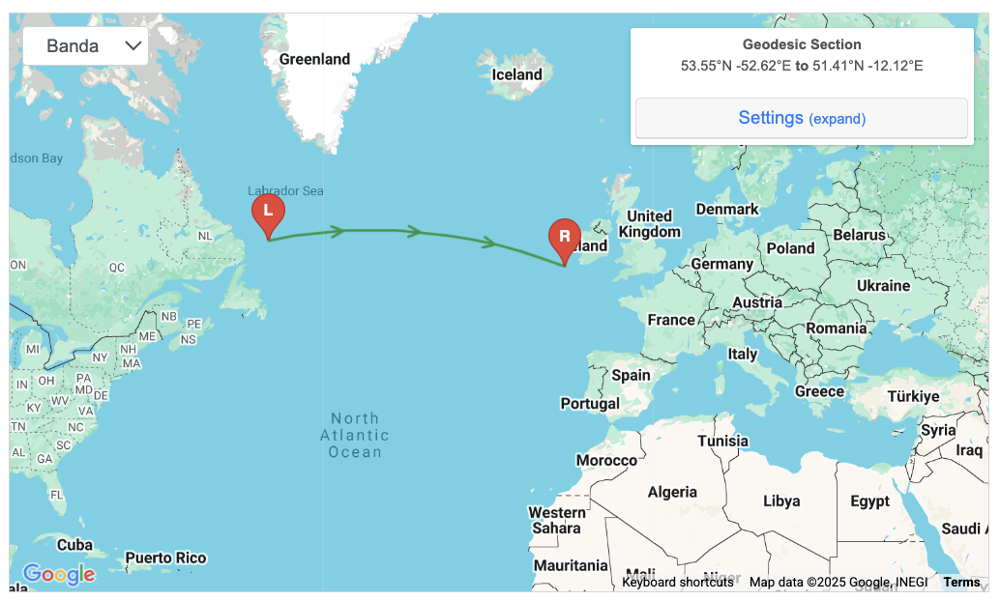 Banda
Geodesic Section
53.55°N -52.62°E to 51.41°N -12.12°E
Settings (expand)
Greenland
Iceland
dson Bay
Labrador Sea
L
R
NL
United
Kingdom
Denmark
land
Belarus
Poland
ON
QC
Germany
Ukraine
Austria
NB
PE
France
Romania
ME
NS
MI
NH
Italy
NY
MA
Spain
IN
OH
PA
MD
DE
Greece
Türkiye
WV
Portugal
KY
VA
North
Atlantic
Ocean
TN
NC
Syria
Tunisia
SC
Iraq
AL
GA
Morocco
Algeria
FL
Libya
Egypt
Western
Sahara
Saudi A
Cuba
Puerto Rico
Mauritania
Mali
Niger
Google
Sudan
ela
Keyboard shortcuts
Map data ©2025 Google, INEGI
Terms